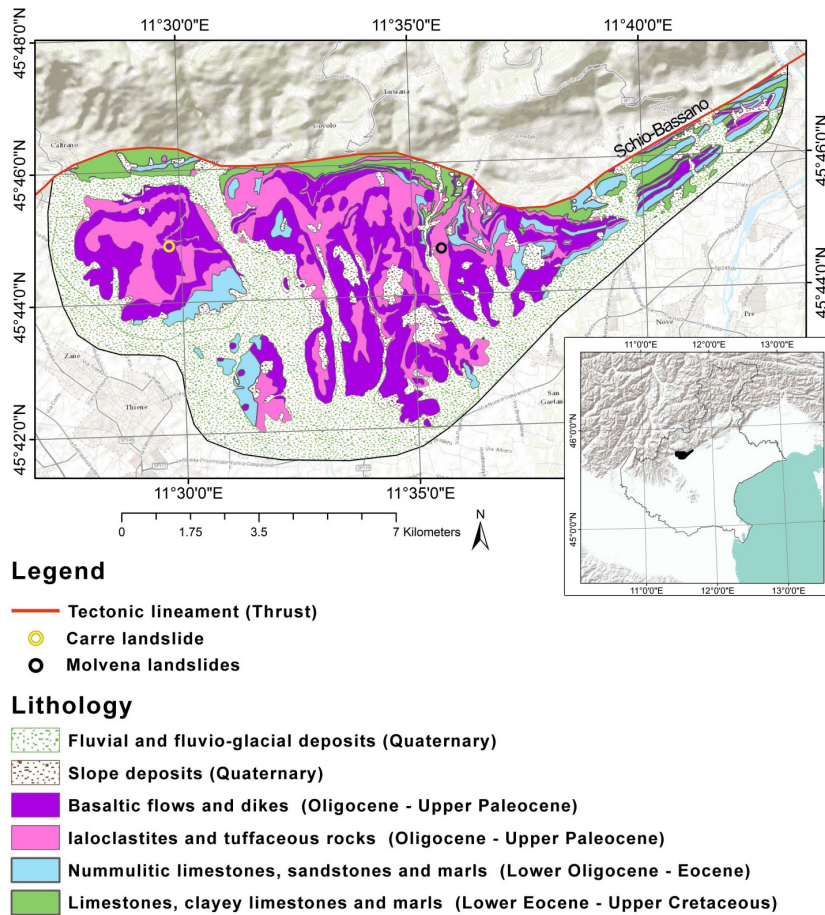 11°30'0"E 11°35'0"E 11°40'0"E
45°48'0"N
Lusiana
Covolo
Caltrano
Schio-Bassano
45°46'0"N 45°46'0"N
45°44'0"N 45°44'0"N
Nove
Pre
Zane
Thiene
San
Gaetano
45°42'0"N
11°30'0"E 11°35'0"E
11°0'0"E 12°0'0"E 13°0'0"E
46°0'0"N
45°0'0"N
11°0'0"E 12°0'0"E 13°0'0"E
N
0 1.75 3.5 7 Kilometers
Legend
Tectonic lineament (Thrust)
Carre landslide
Molvena landslides
Lithology
Fluvial and fluvio-glacial deposits (Quaternary)
Slope deposits (Quaternary)
Basaltic flows and dikes (Oligocene - Upper Paleocene)
Ialoclastites and tuffaceous rocks (Oligocene - Upper Paleocene)
Nummulitic limestones, sandstones and marls (Lower Oligocene - Eocene)
Limestones, clayey limestones and marls (Lower Eocene - Upper Cretaceous)